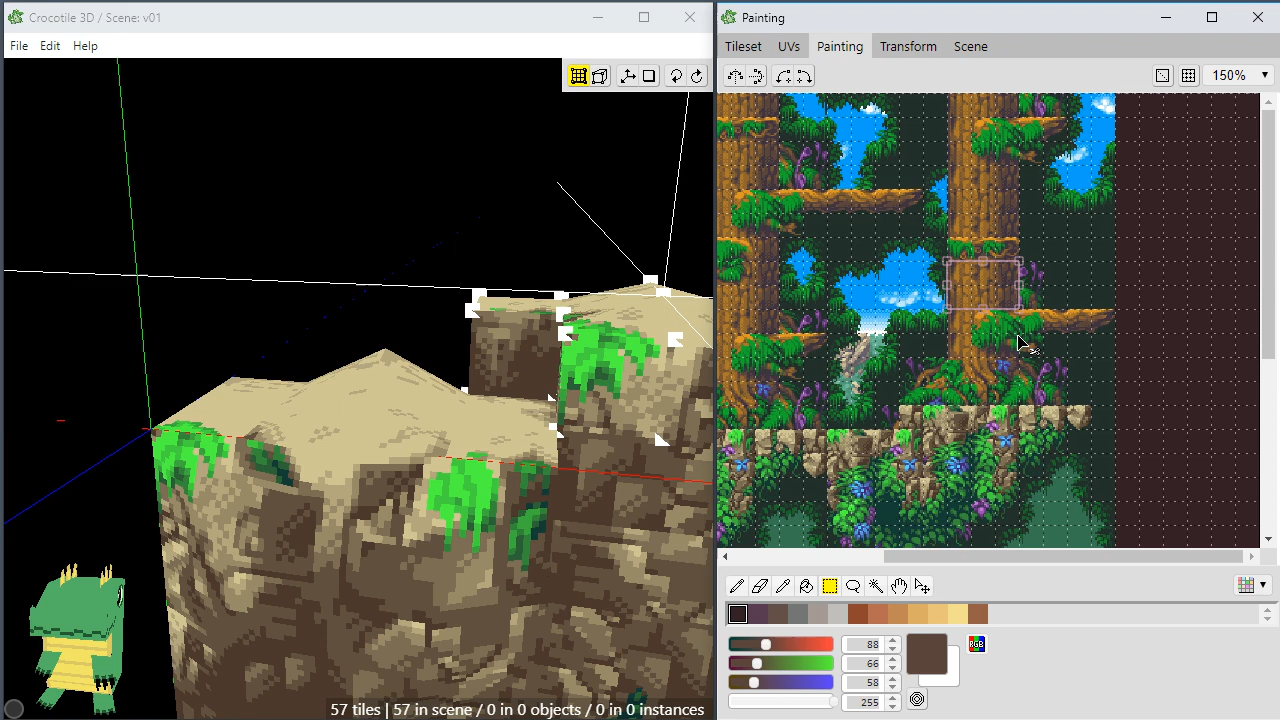 Crocotile 3D / Scene: v01
File Edit Help
57 tiles | 57 in scene / 0 in 0 objects / 0 in 0 instances
Painting
Tileset UVs Painting Transform Scene
150%
88
66
58
255
RGB